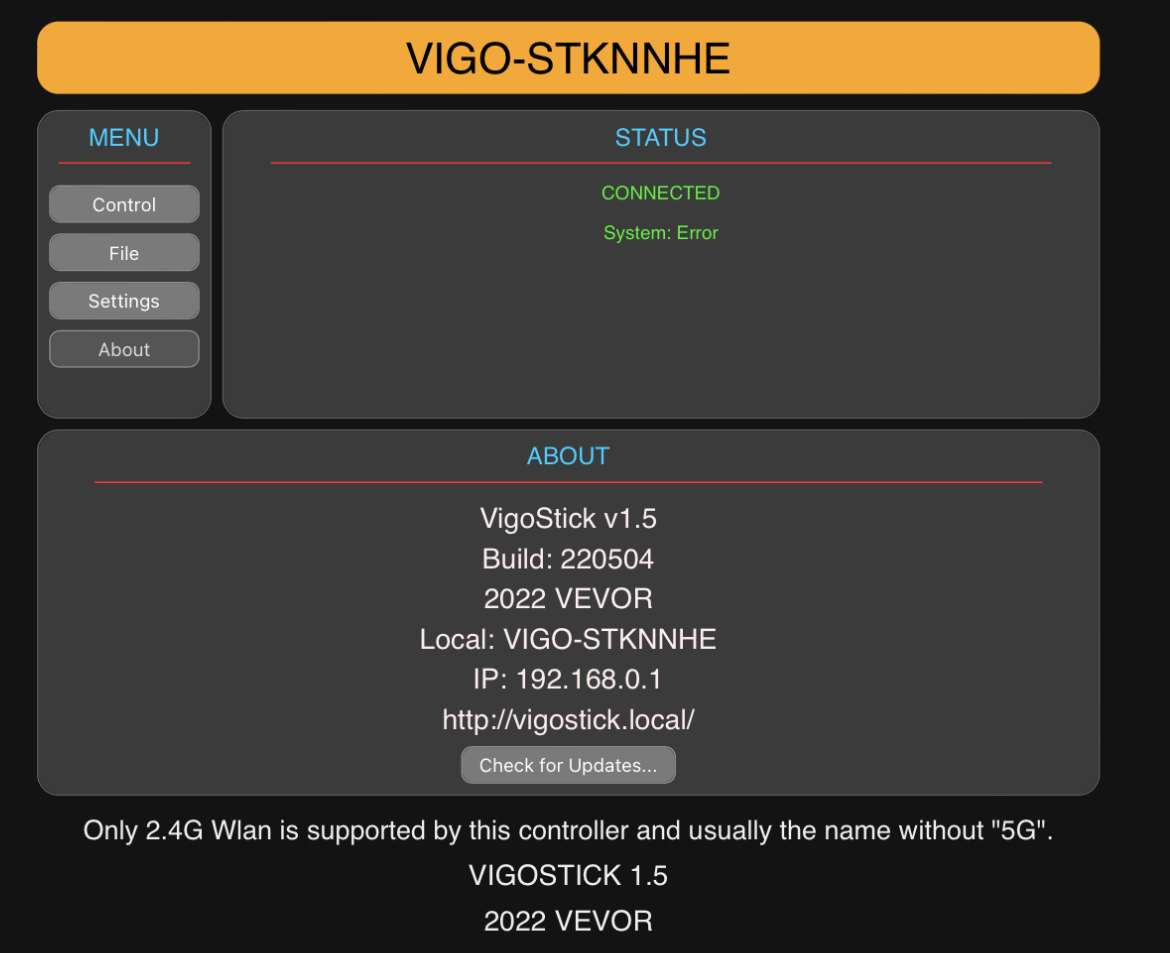 VIGO-STKNNHE
MENU
Control
File
Settings
About
STATUS
CONNECTED
System: Error
ABOUT
VigoStick v1.5
Build: 220504
2022 VEVOR
Local: VIGO-STKNNHE
IP: 192.168.0.1
http://vigostick.local/
Check for Updates...
Only 2.4G Wlan is supported by this controller and usually the name without "5G".
VIGOSTICK 1.5
2022 VEVOR